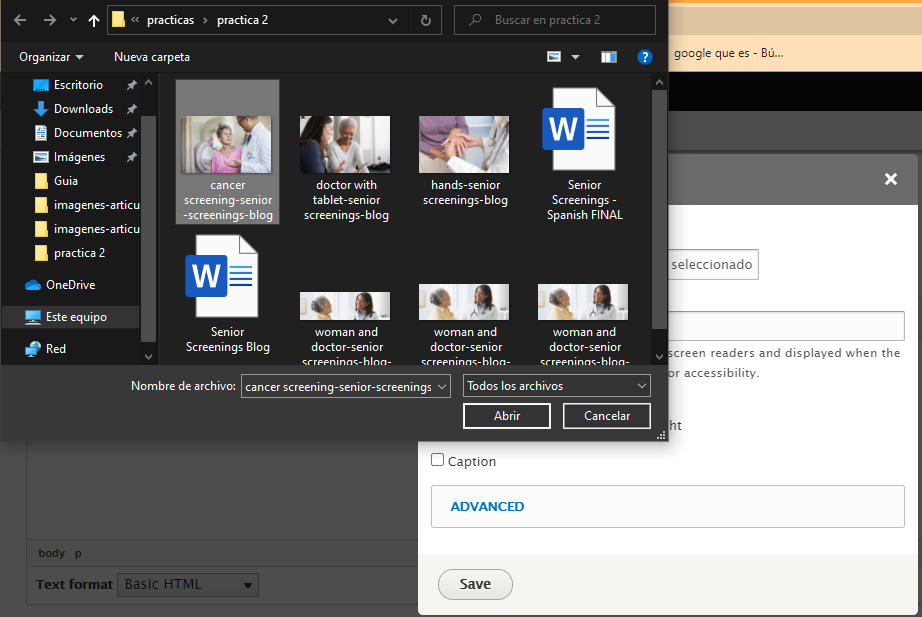 « practicas › practica 2
Buscar en practica 2
google que es - Bú...
Organizar
Nueva carpeta
?
Escritorio
Downloads
Documentos
Imágenes
Guia
imagenes-articu
imagenes-articu
practica 2
OneDrive
Este equipo
Red
cancer
screening-senior
-screenings-blog
doctor with
tablet-senior
screenings-blog
hands-senior
screenings-blog
W
Senior
Screenings -
Spanish FINAL
W
Senior
Screenings Blog
woman and
doctor-senior
screenings-blog-
woman and
doctor-senior
screenings-blog-
woman and
doctor-senior
screenings-blog-
Nombre de archivo:
cancer screening-senior-screenings
Todos los archivos
Abrir
Cancelar
seleccionado
screen readers and displayed when the
or accessibility.
ht
Caption
ADVANCED
Save
body p
Text format
Basic HTML